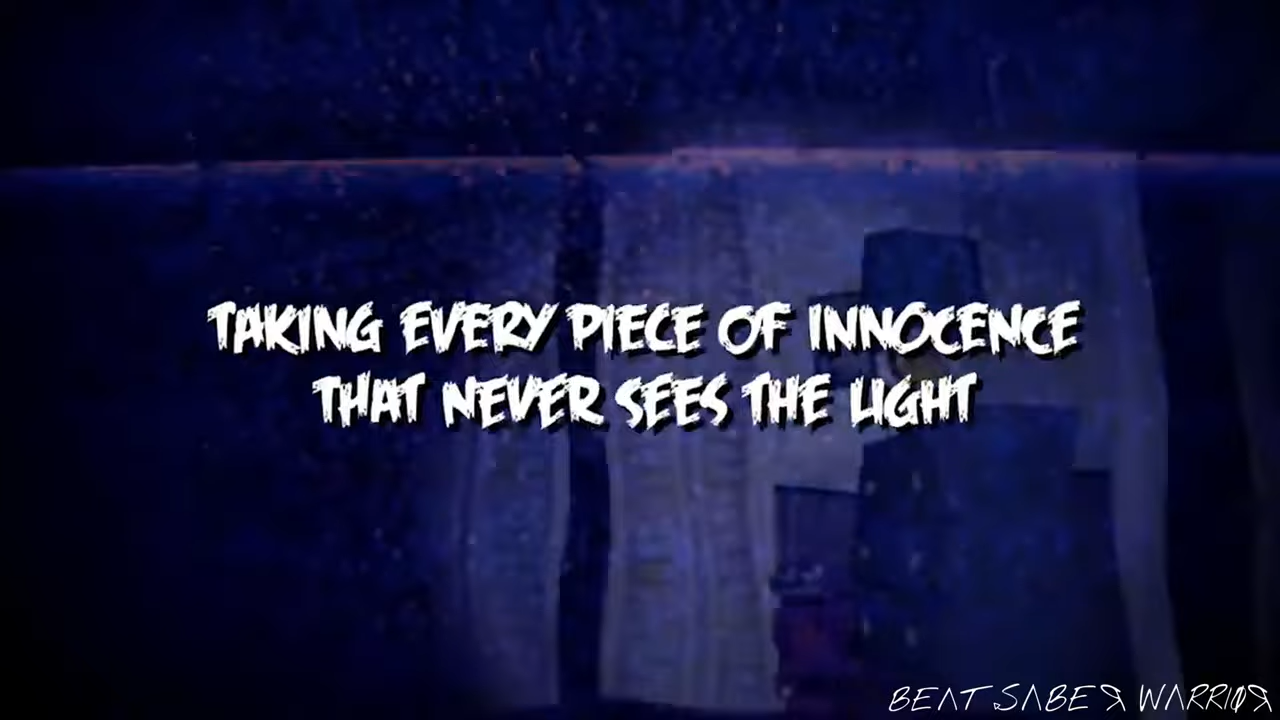 TAKING EVERY PIECE OF INNOCENCE
THAT NEVER SEES THE LIGHT
BEAT SABER WARRIOR